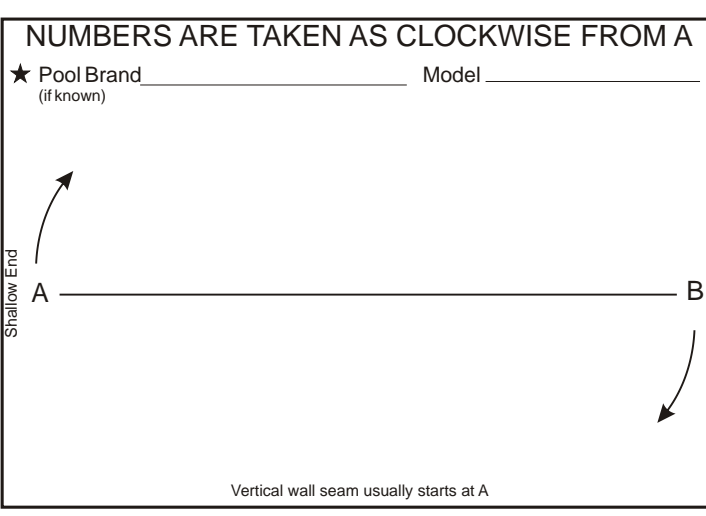 NUMBERS ARE TAKEN AS CLOCKWISE FROM A
★ Pool Brand Model
(if known)
Shallow End
A B
Vertical wall seam usually starts at A